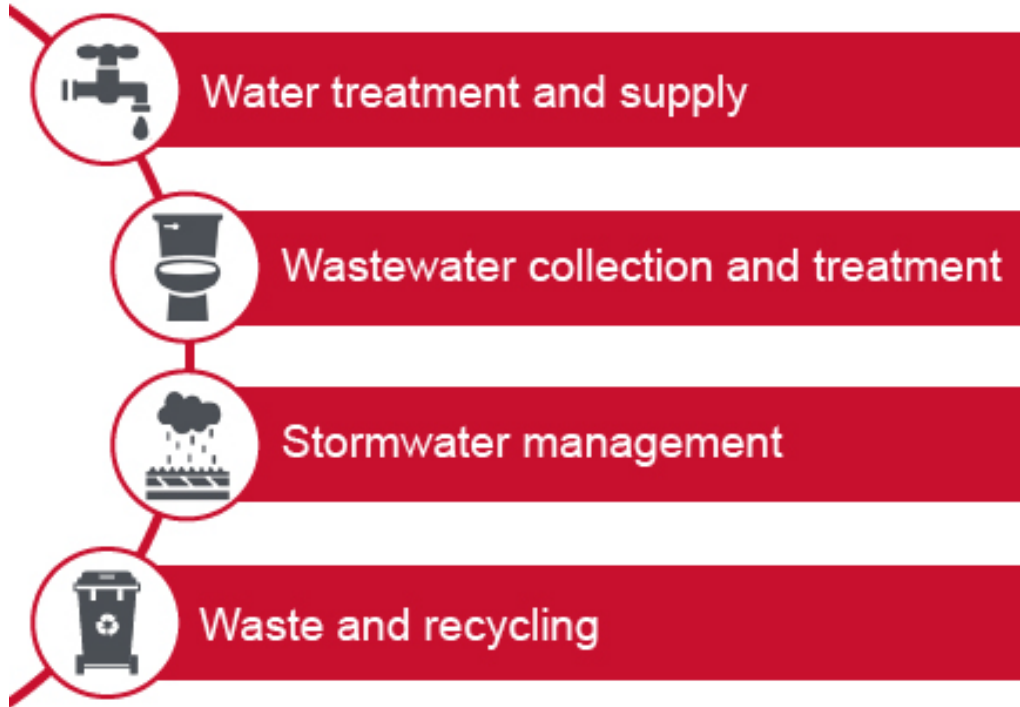 Water treatment and supply
Wastewater collection and treatment
Stormwater management
Waste and recycling